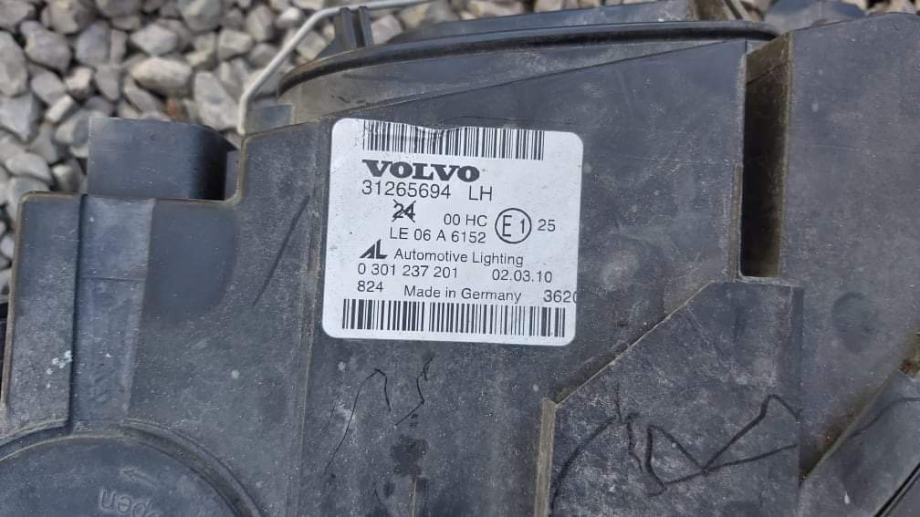 VOLVO
31265694 LH
24 00 HC E1 25
LE 06 A 6152
AL Automotive Lighting
0 301 237 201 02.03.10
824 Made in Germany 3620
open